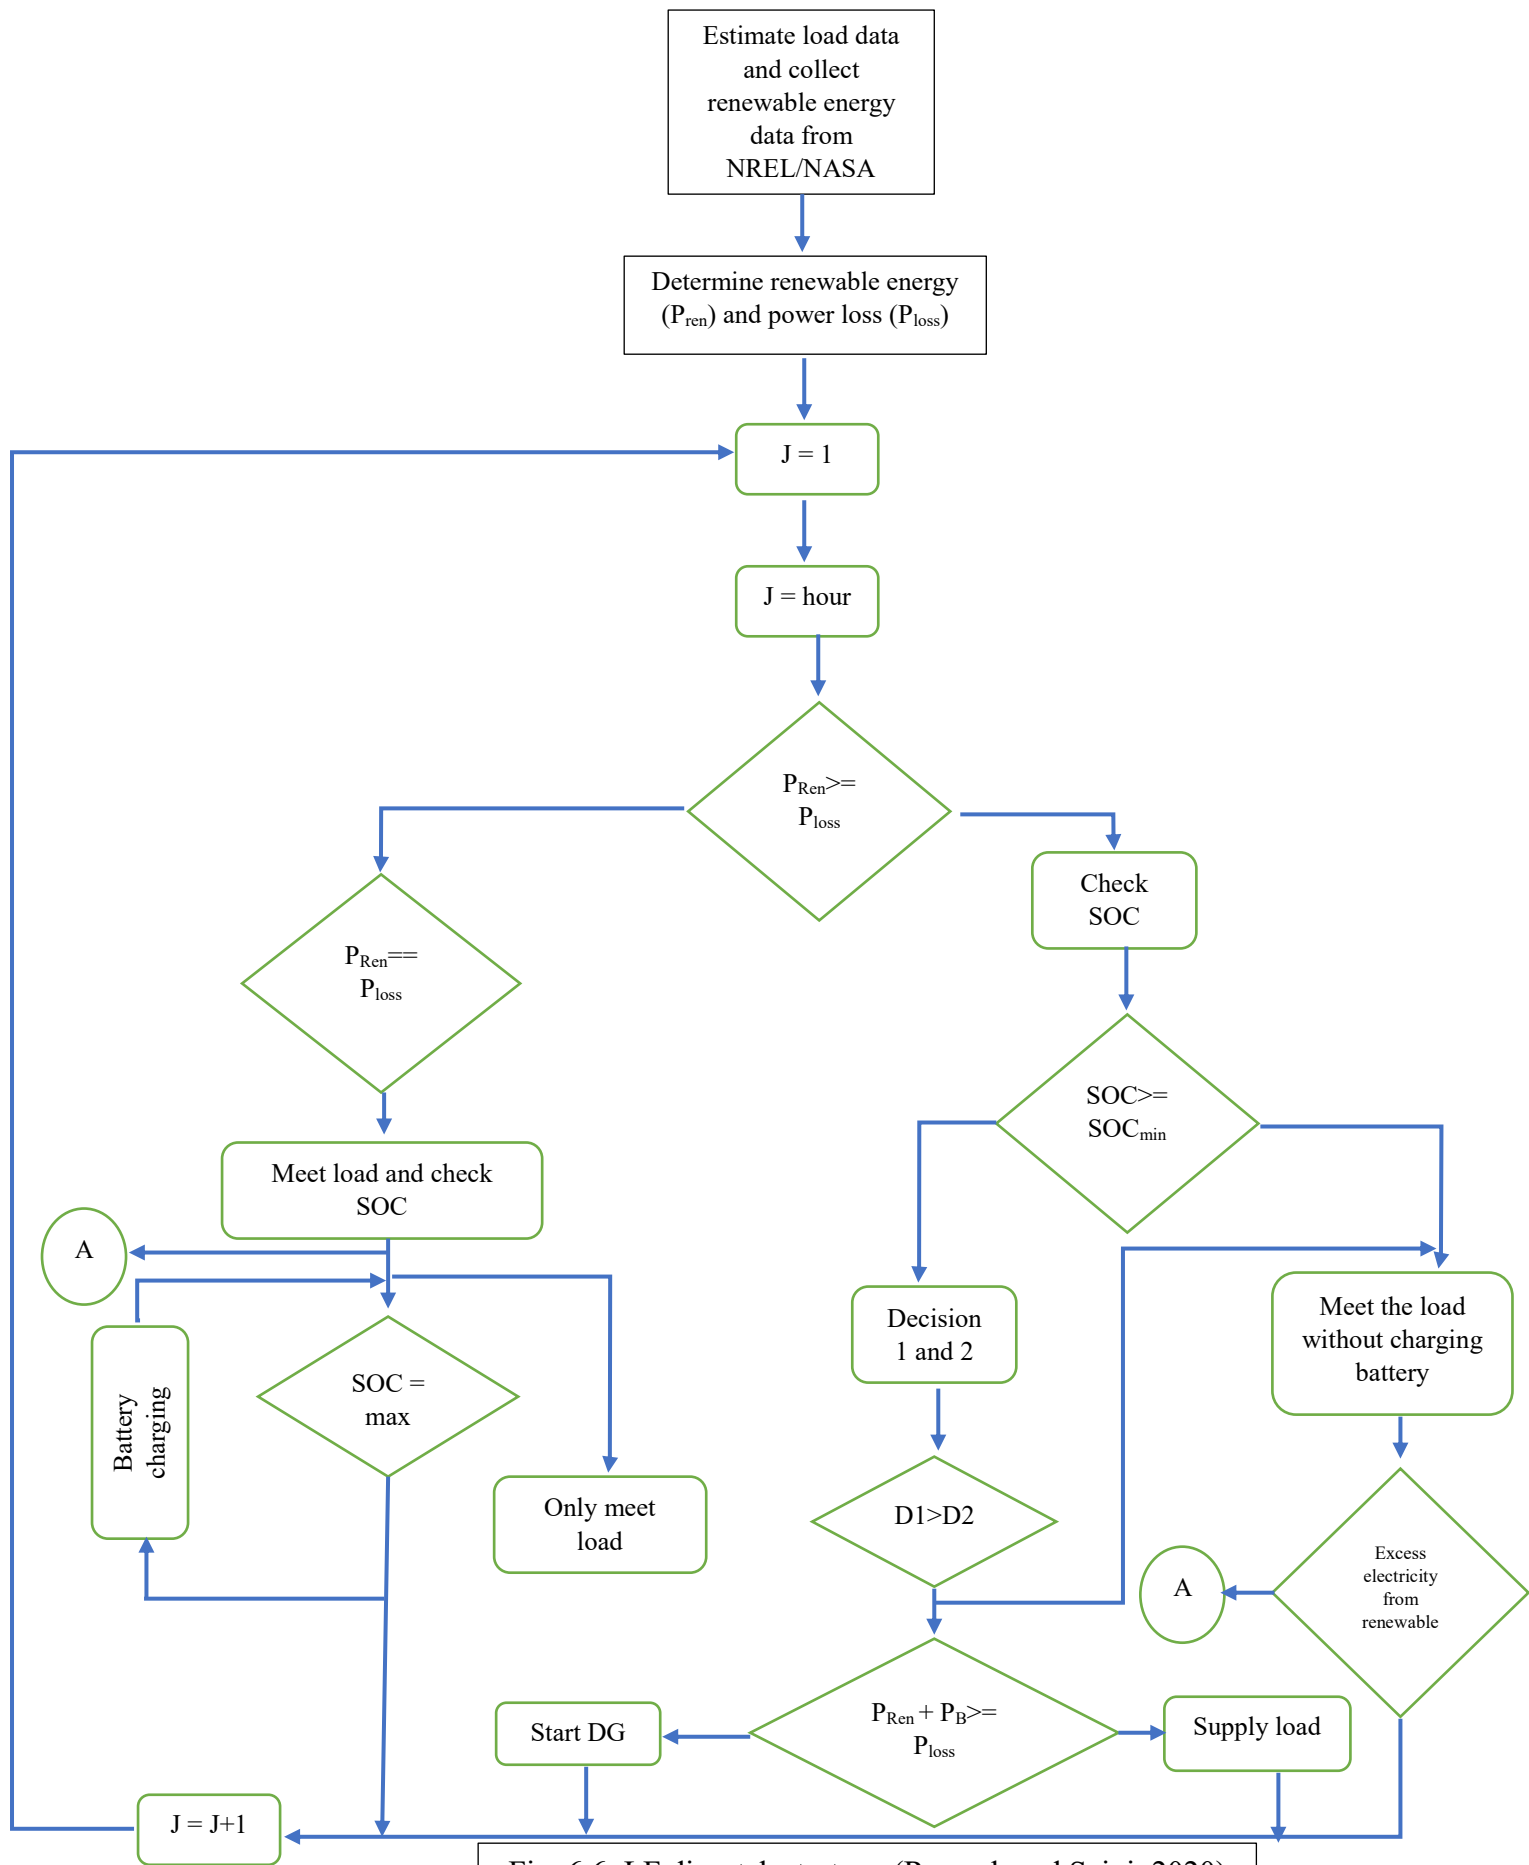 Estimate load data
and collect
renewable energy
data from
NREL/NASA
Determine renewable energy
(Pren) and power loss (Ploss)
J = 1
J = hour
PRen>=
Ploss
Check
SOC
PRen==
Ploss
SOC>=
SOCmin
Meet load and check
SOC
A
Battery
charging
SOC =
max
Only meet
load
Decision
1 and 2
Meet the load
without charging
battery
D1>D2
Excess
electricity
from
renewable
A
PRen + PB>=
Ploss
Start DG
Supply load
J = J+1